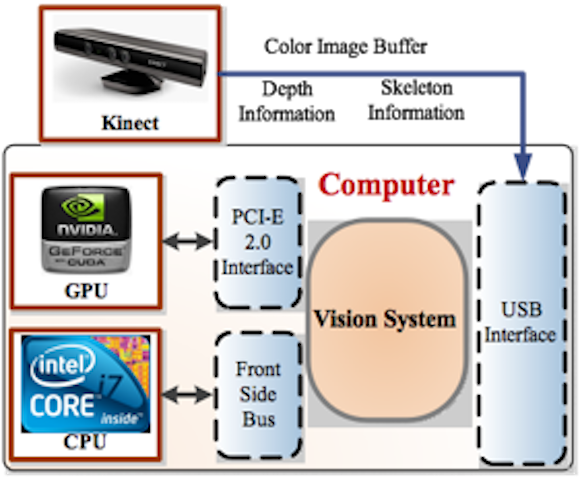 Color Image Buffer
Depth
Information
Skeleton
Information
Kinect
Computer
NVIDIA.
GEFORCE
WITH CUDA
GPU
PCI-E
2.0
Interface
Vision System
USB
Interface
intel
CORE i7
inside™
CPU
Front
Side
Bus